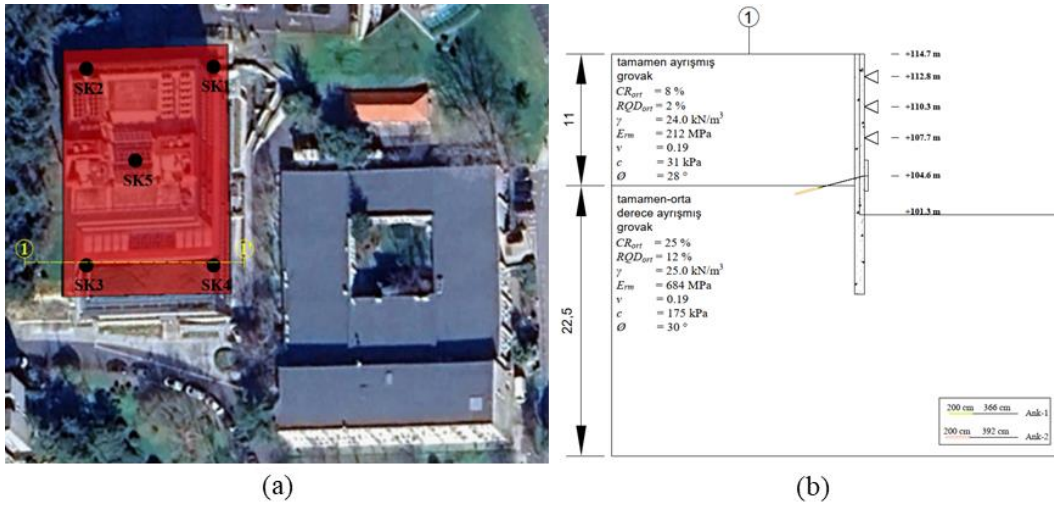 SK2
SK1
SK5
1
1'
SK3
SK4
(a)
1
11
tamamen ayrışmış
grovak
CRort = 8 %
RQDort = 2 %
γ = 24.0 kN/m³
Erm = 212 MPa
ν = 0.19
c = 31 kPa
Ø = 28 °
22,5
tamamen-orta
derece ayrışmış
grovak
CRort = 25 %
RQDort = 12 %
γ = 25.0 kN/m³
Erm = 684 MPa
ν = 0.19
c = 175 kPa
Ø = 30 °
+114.7 m
+112.8 m
+110.3 m
+107.7 m
+104.6 m
+101.3 m
200 cm 366 cm Ank-1
200 cm 392 cm Ank-2
(b)